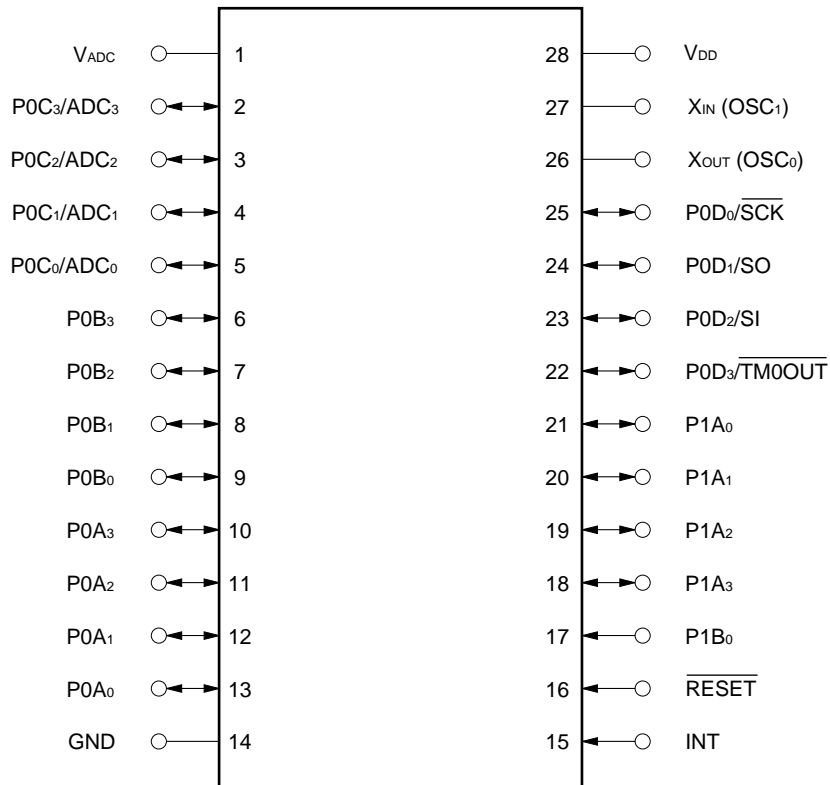 VADC 1 28 VDD
P0C3/ADC3 2 27 XIN (OSC1)
P0C2/ADC2 3 26 XOUT (OSC0)
P0C1/ADC1 4 25 P0D0/S̅C̅K̅
P0C0/ADC0 5 24 P0D1/SO
P0B3 6 23 P0D2/SI
P0B2 7 22 P0D3/T̅M̅0̅O̅U̅T̅
P0B1 8 21 P1A0
P0B0 9 20 P1A1
P0A3 10 19 P1A2
P0A2 11 18 P1A3
P0A1 12 17 P1B0
P0A0 13 16 R̅E̅S̅E̅T̅
GND 14 15 INT